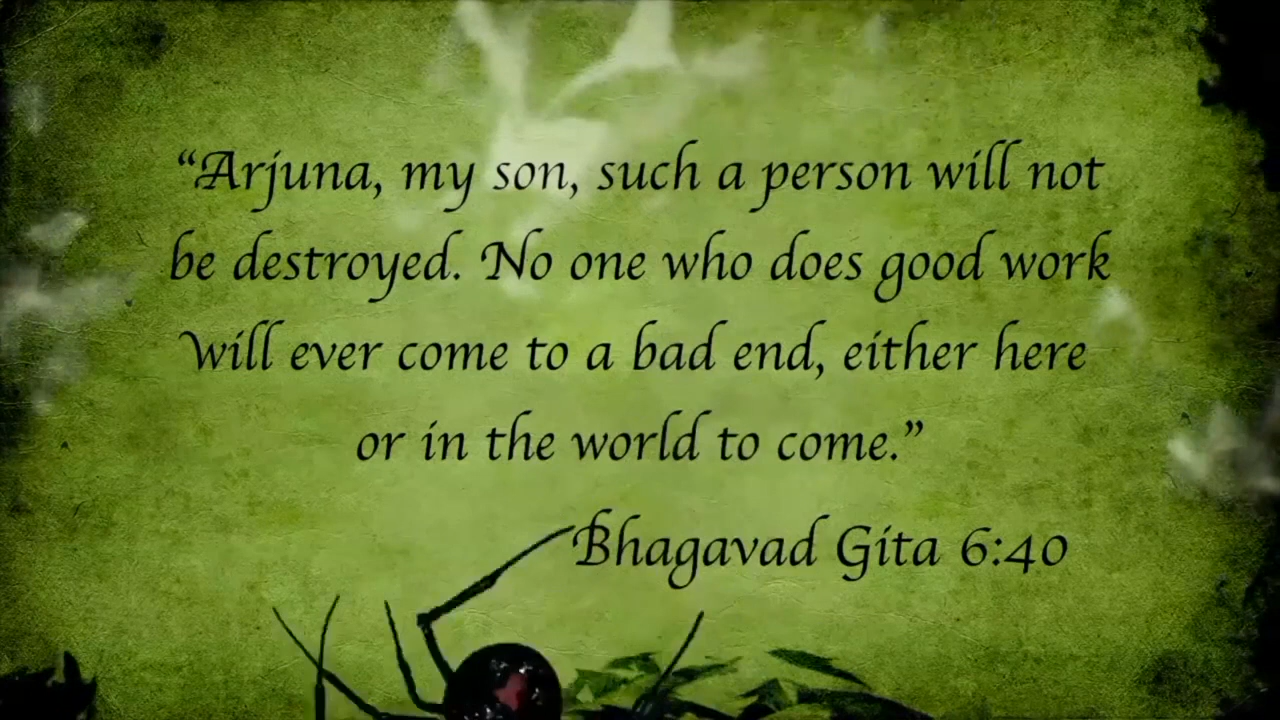 “Arjuna, my son, such a person will not
be destroyed. No one who does good work
will ever come to a bad end, either here
or in the world to come.”
Bhagavad Gita 6:40